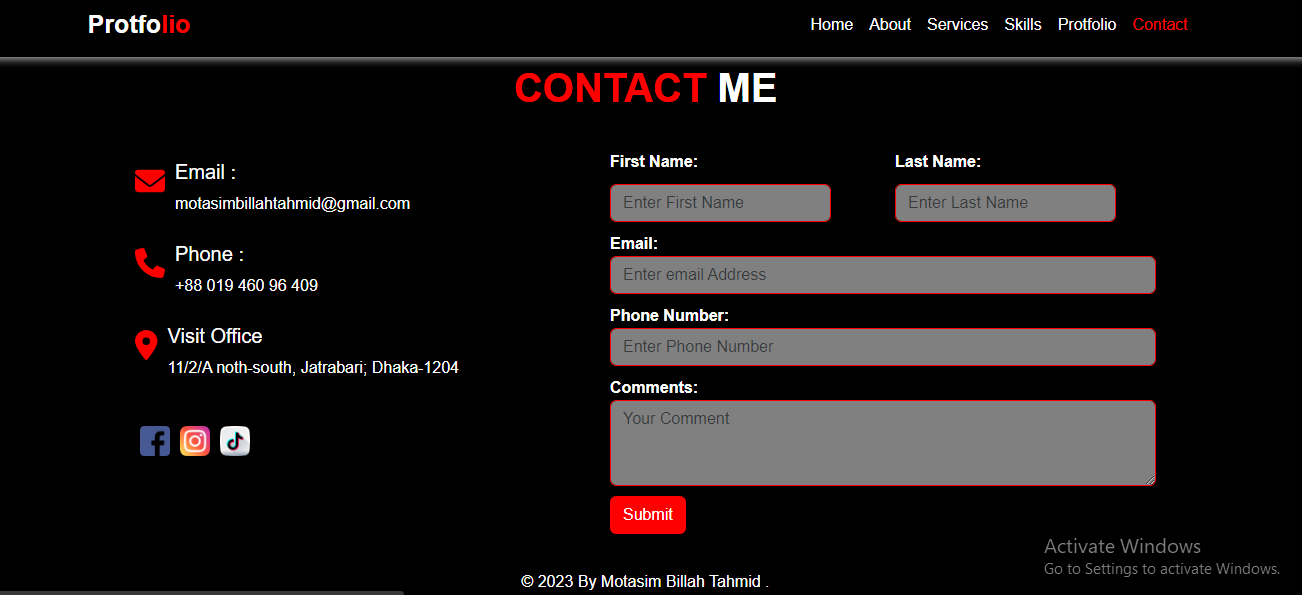 Protfolio
Home About Services Skills Protfolio Contact
CONTACT ME
Email :
motasimbillahtahmid@gmail.com
Phone :
+88 019 460 96 409
Visit Office
11/2/A noth-south, Jatrabari; Dhaka-1204
First Name:
Enter First Name
Last Name:
Enter Last Name
Email:
Enter email Address
Phone Number:
Enter Phone Number
Comments:
Your Comment
Submit
Activate Windows
Go to Settings to activate Windows.
© 2023 By Motasim Billah Tahmid .